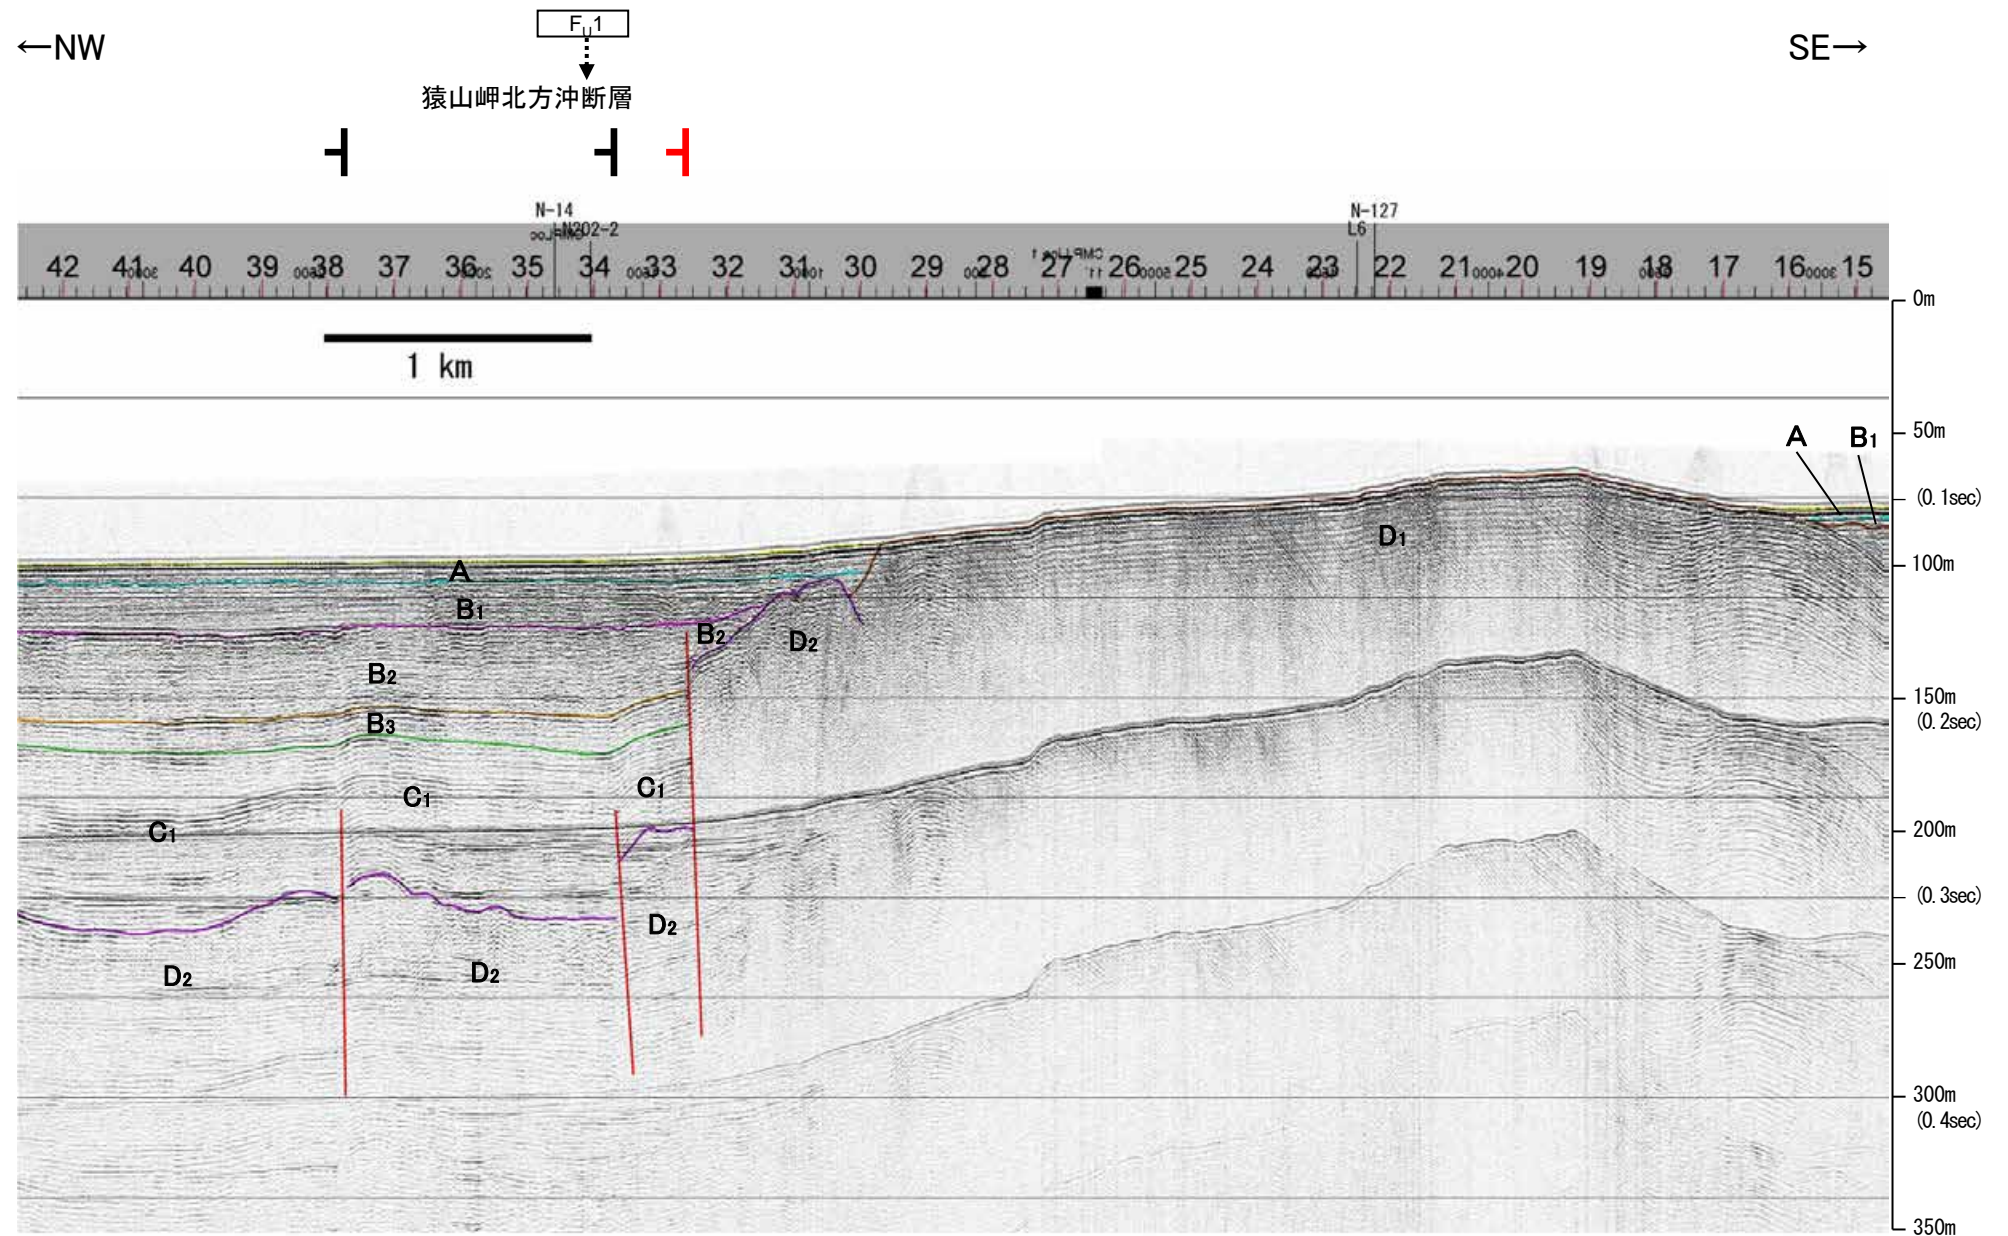 FU1
←NW
SE→
猿山岬北方沖断層
N-14
N-127
N202-2
L6
42 41 40 39 38 37 36 35 34 33 32 31 30 29 28 27 26 25 24 23 22 21 20 19 18 17 16 15
0m
1 km
50m
A B1
(0.1sec)
D1
100m
A
B1
B2 D2
B2
150m
B3
(0.2sec)
C1
C1
C1
200m
(0.3sec)
D2
D2
D2
250m
300m
(0.4sec)
350m